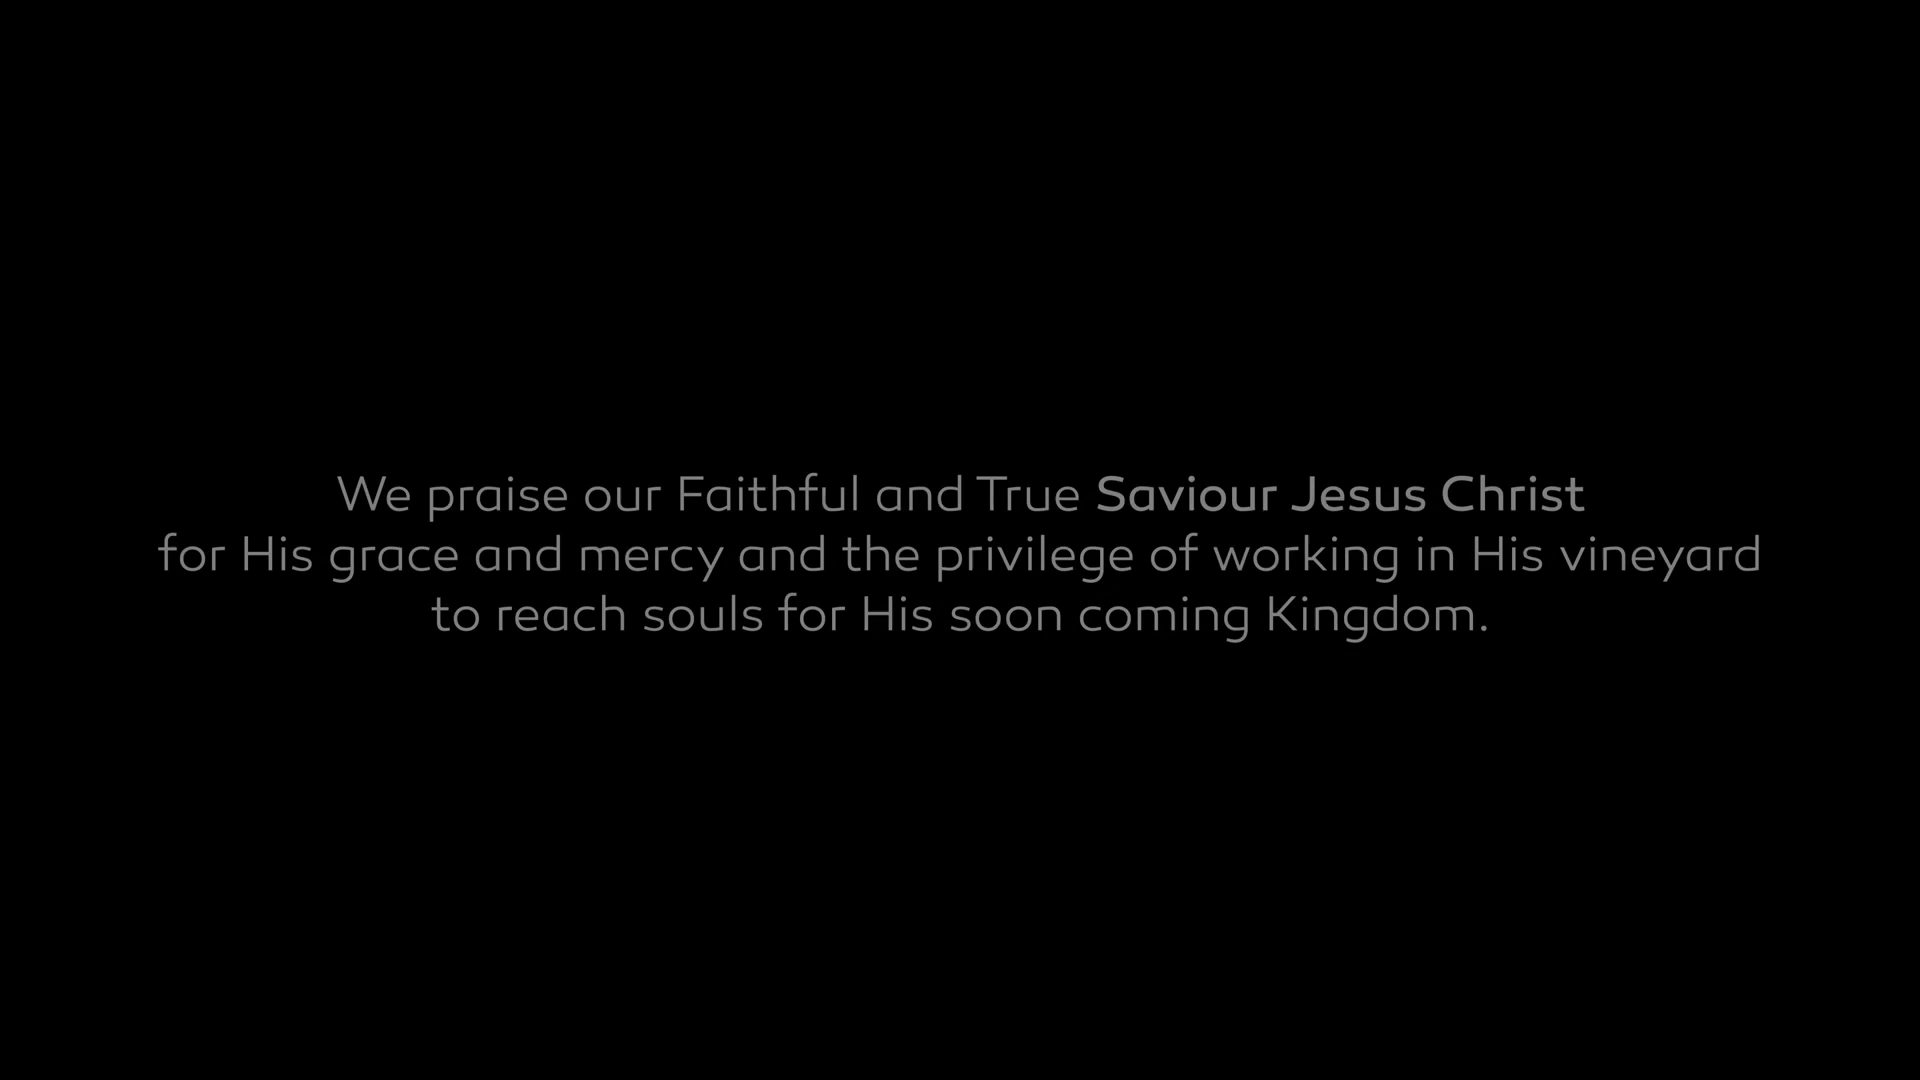 We praise our Faithful and True Saviour Jesus Christ
for His grace and mercy and the privilege of working in His vineyard
to reach souls for His soon coming Kingdom.